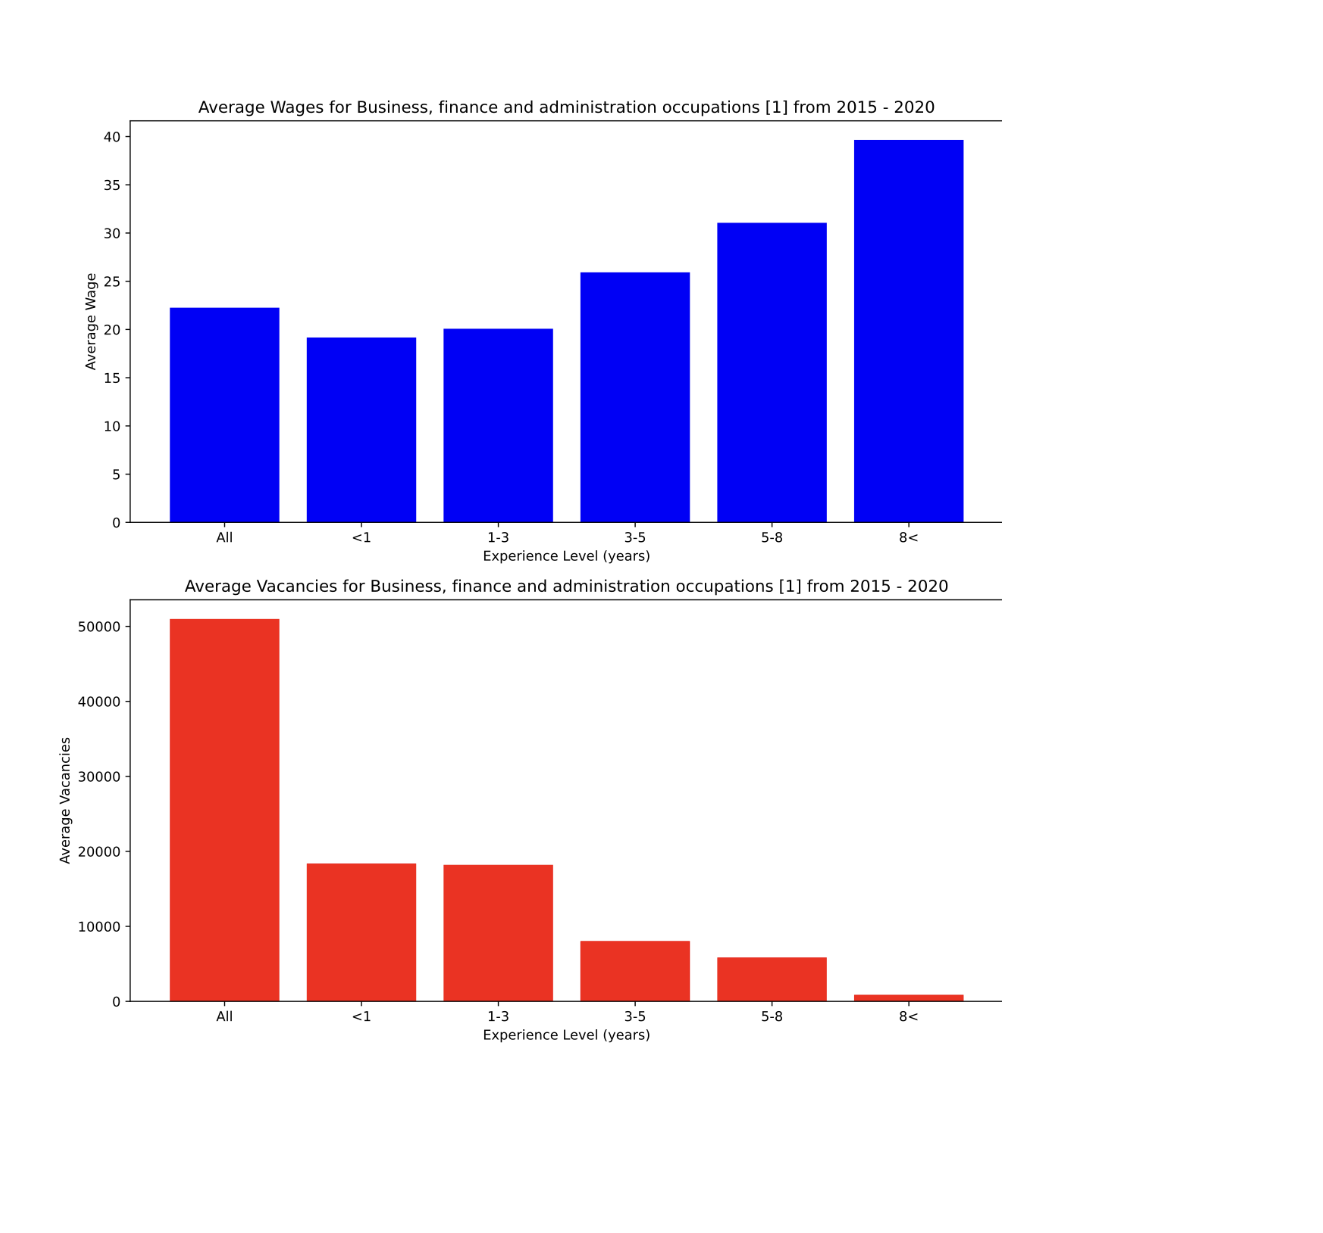 Average Wages for Business, finance and administration occupations [1] from 2015 - 2020
40
35
30
25
20
15
10
5
0
Average Wage
All <1 1-3 3-5 5-8 8<
Experience Level (years)
Average Vacancies for Business, finance and administration occupations [1] from 2015 - 2020
50000
40000
30000
20000
10000
0
Average Vacancies
All <1 1-3 3-5 5-8 8<
Experience Level (years)